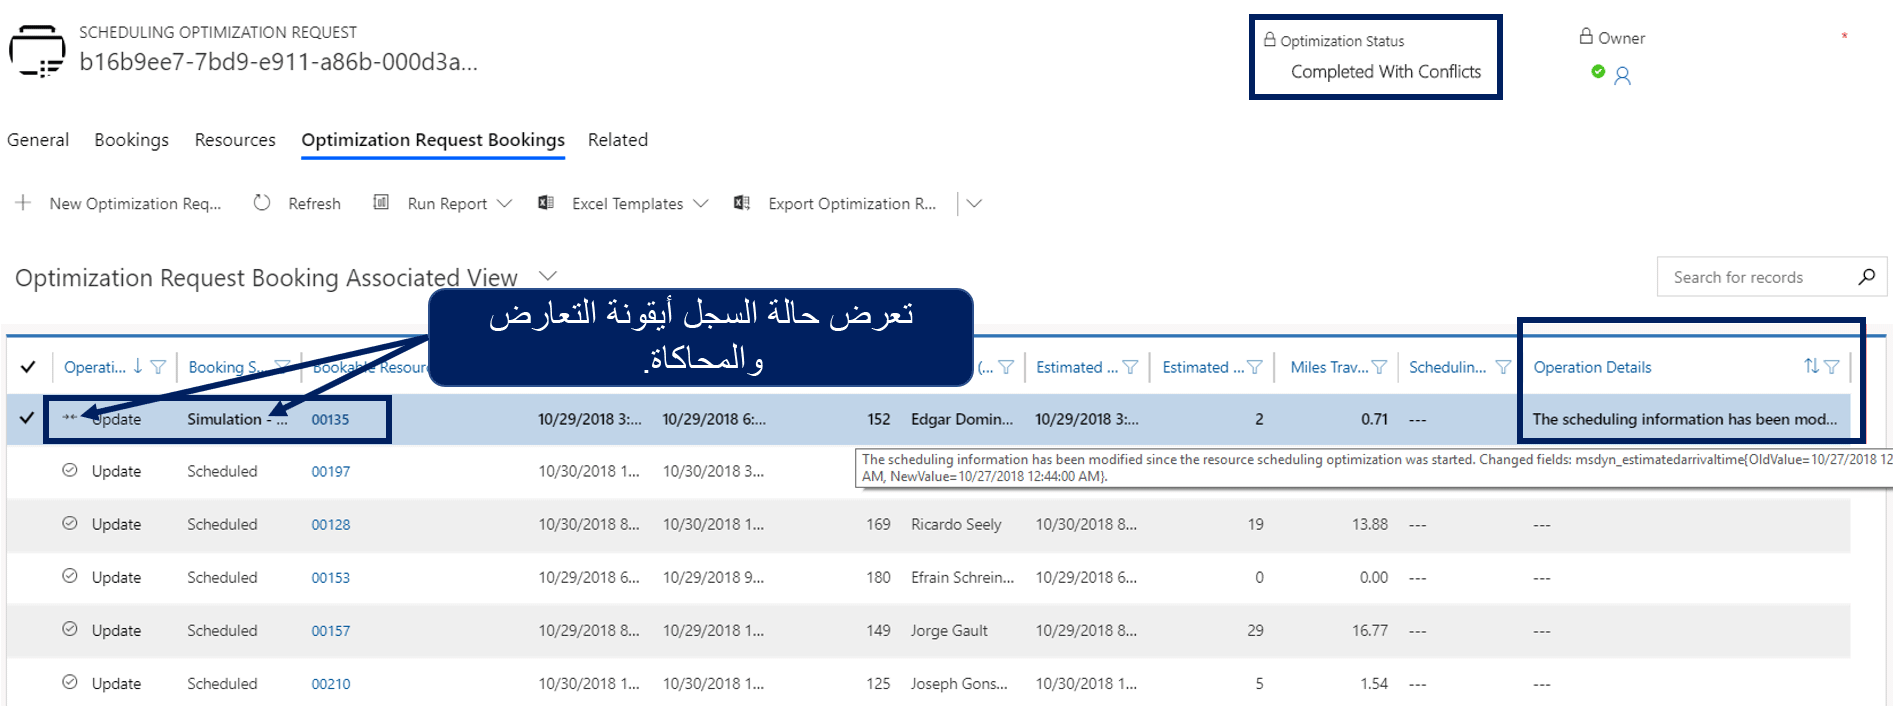 SCHEDULING OPTIMIZATION REQUEST
b16b9ee7-7bd9-e911-a86b-000d3a...
Optimization Status
Completed With Conflicts
Owner
*
General Bookings Resources Optimization Request Bookings Related
New Optimization Req... Refresh Run Report Excel Templates Export Optimization R...
Optimization Request Booking Associated View
Search for records
تعرض حالة السجل أيقونة التعارض
والمحاكاة.
Operati... Booking S... Bookable Resour (... Estimated ... Estimated ... Miles Trav... Schedulin... Operation Details
Update Simulation - ... 00135 10/29/2018 3:... 10/29/2018 6:... 152 Edgar Domin... 10/29/2018 3:... 2 0.71 --- The scheduling information has been mod...
The scheduling information has been modified since the resource scheduling optimization was started. Changed fields: msdyn_estimatedarrivaltime{OldValue=10/27/2018 12
AM, NewValue=10/27/2018 12:44:00 AM}.
Update Scheduled 00197 10/30/2018 1... 10/30/2018 3...
Update Scheduled 00128 10/30/2018 8... 10/30/2018 1... 169 Ricardo Seely 10/30/2018 8... 19 13.88 --- ---
Update Scheduled 00153 10/29/2018 6... 10/29/2018 9... 180 Efrain Schrein... 10/29/2018 6... 0 0.00 --- ---
Update Scheduled 00157 10/29/2018 8... 10/29/2018 1... 149 Jorge Gault 10/29/2018 8... 29 16.77 --- ---
Update Scheduled 00210 10/30/2018 1... 10/30/2018 1... 125 Joseph Gons... 10/30/2018 1... 5 1.54 --- ---